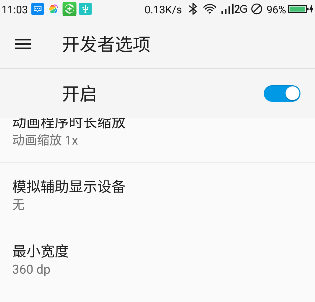 11:03 0.13K/s 2G 96%
开发者选项
开启
动画程序时长缩放
动画缩放 1x
模拟辅助显示设备
无
最小宽度
360 dp